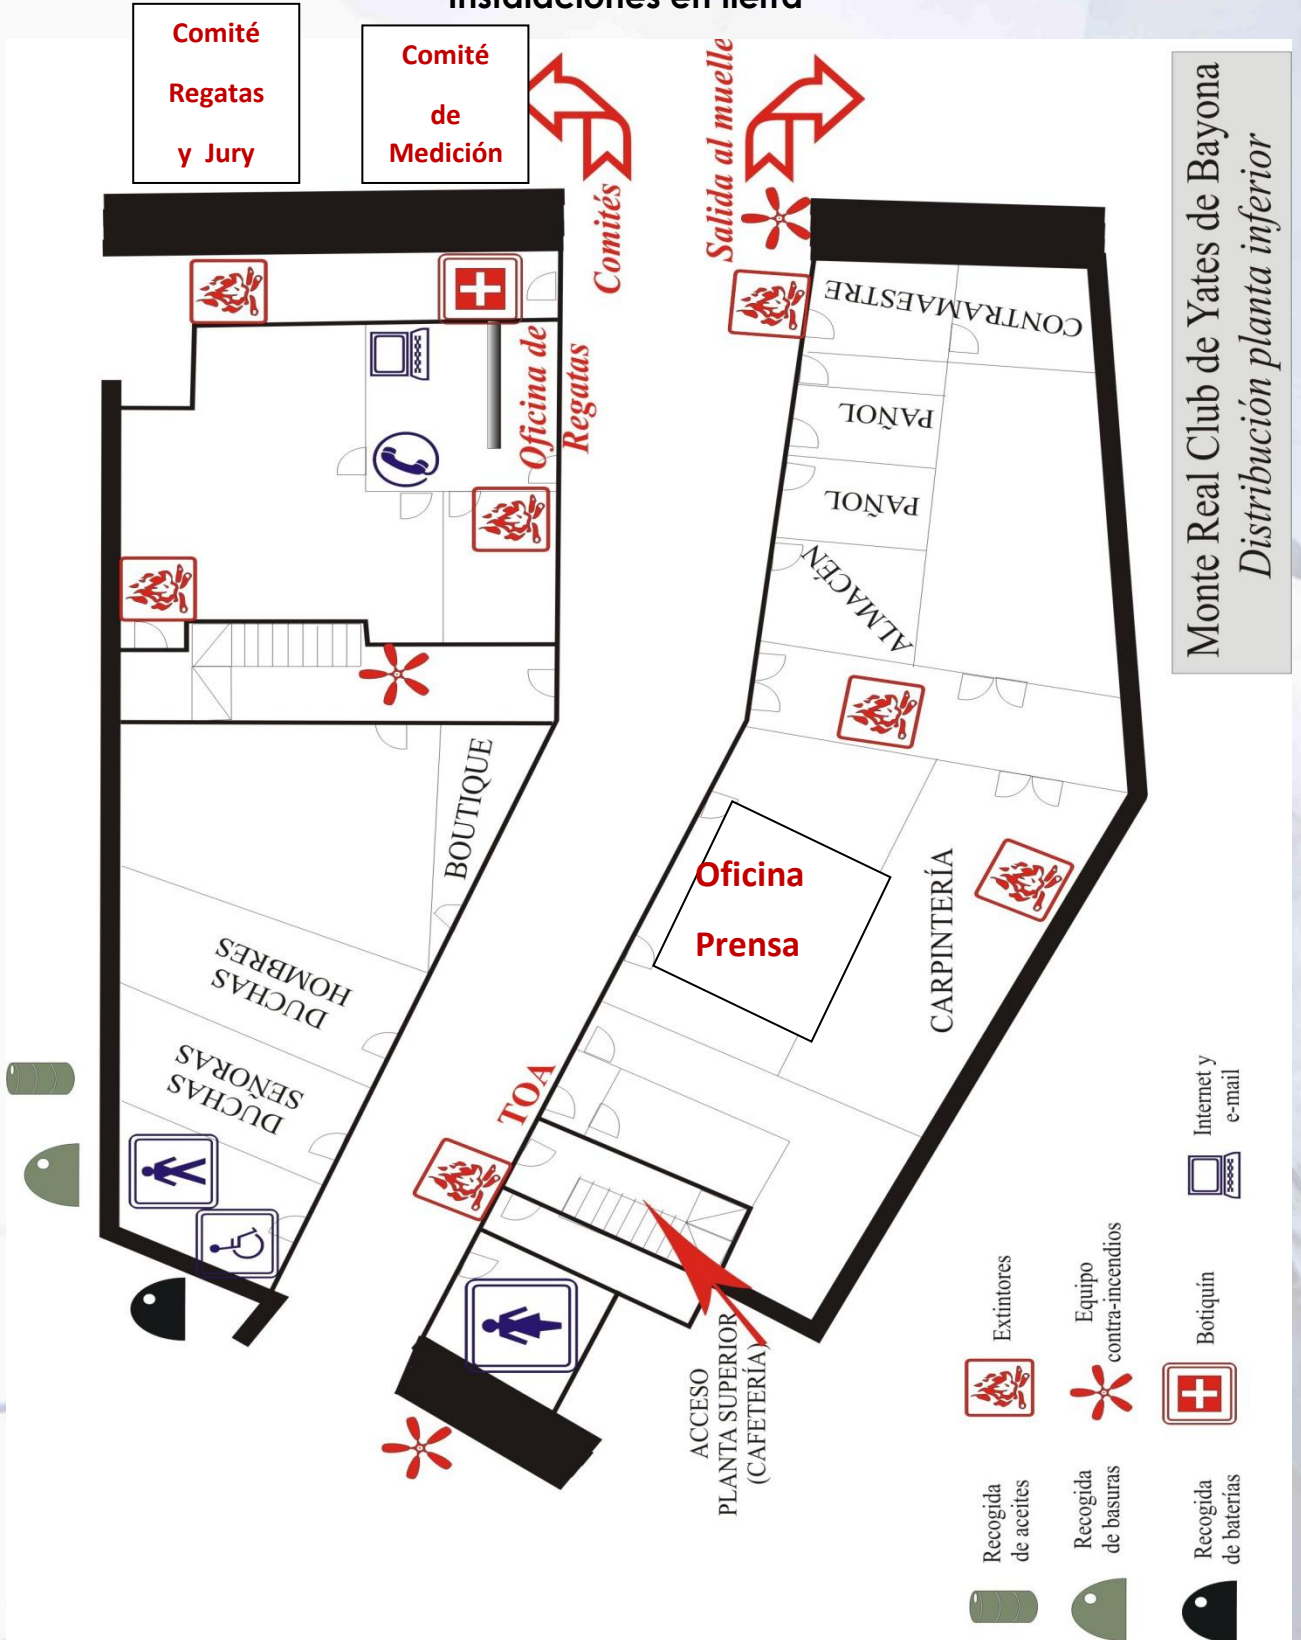 Instalaciones en tierra
Comité
Regatas
y Jury
Comité
de
Medición
Comités
Salida al muelle
Monte Real Club de Yates de Bayona
Distribución planta inferior
Oficina de
Regatas
CONTRAMAESTRE
PAÑOL
PAÑOL
ALMACÉN
BOUTIQUE
DUCHAS
HOMBRES
DUCHAS
SEÑORAS
Oficina
Prensa
CARPINTERÍA
TOA
ACCESO
PLANTA SUPERIOR
(CAFETERÍA)
Internet y
e-mail
Extintores
Equipo
contra-incendios
Botiquín
Recogida
de aceites
Recogida
de basuras
Recogida
de baterías